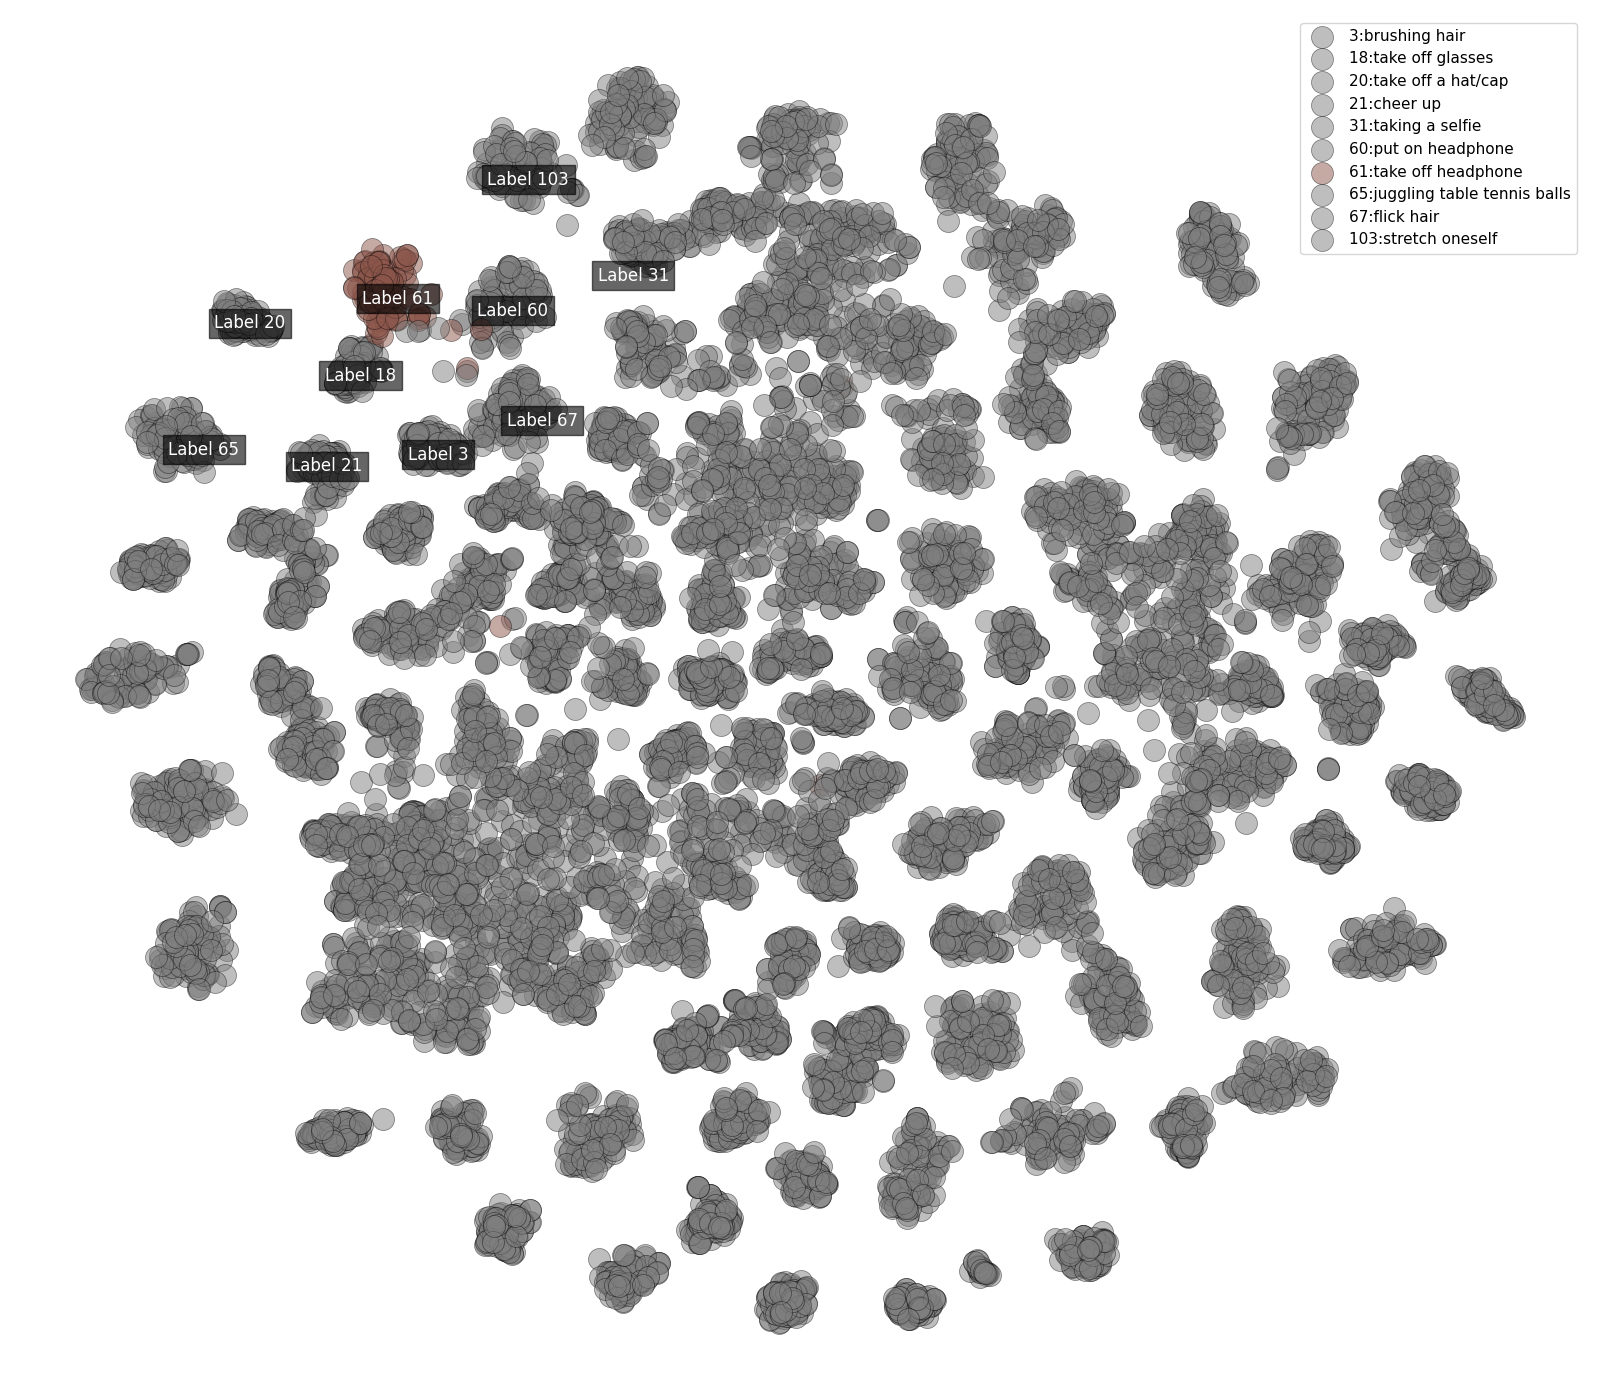 3:brushing hair
18:take off glasses
20:take off a hat/cap
21:cheer up
31:taking a selfie
60:put on headphone
61:take off headphone
65:juggling table tennis balls
67:flick hair
103:stretch oneself
Label 103
Label 31
Label 61
Label 60
Label 20
Label 18
Label 67
Label 65
Label 3
Label 21